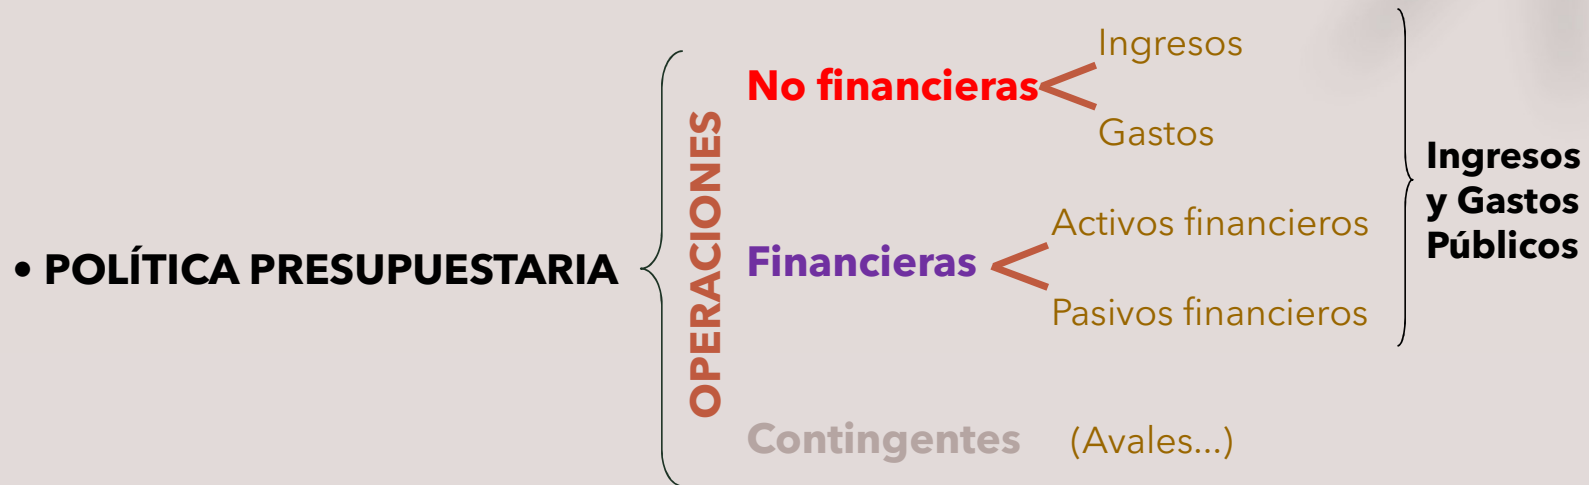 • POLÍTICA PRESUPUESTARIA
OPERACIONES
No financieras
Ingresos
Gastos
Financieras
Activos financieros
Pasivos financieros
Contingentes (Avales...)
Ingresos
y Gastos
Públicos